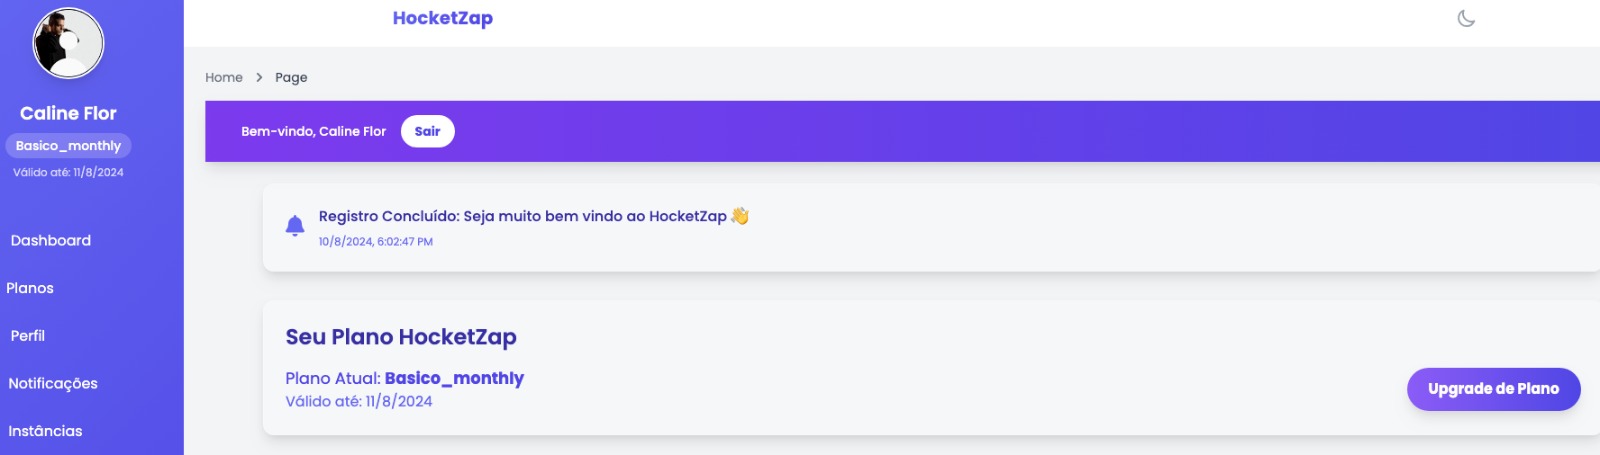 Caline Flor
Basico_monthly
Válido até: 11/8/2024
Dashboard
Planos
Perfil
Notificações
Instâncias
HocketZap
Home > Page
Bem-vindo, Caline Flor Sair
Registro Concluído: Seja muito bem vindo ao HocketZap 👋
10/8/2024, 6:02:47 PM
Seu Plano HocketZap
Plano Atual: Basico_monthly
Válido até: 11/8/2024
Upgrade de Plano